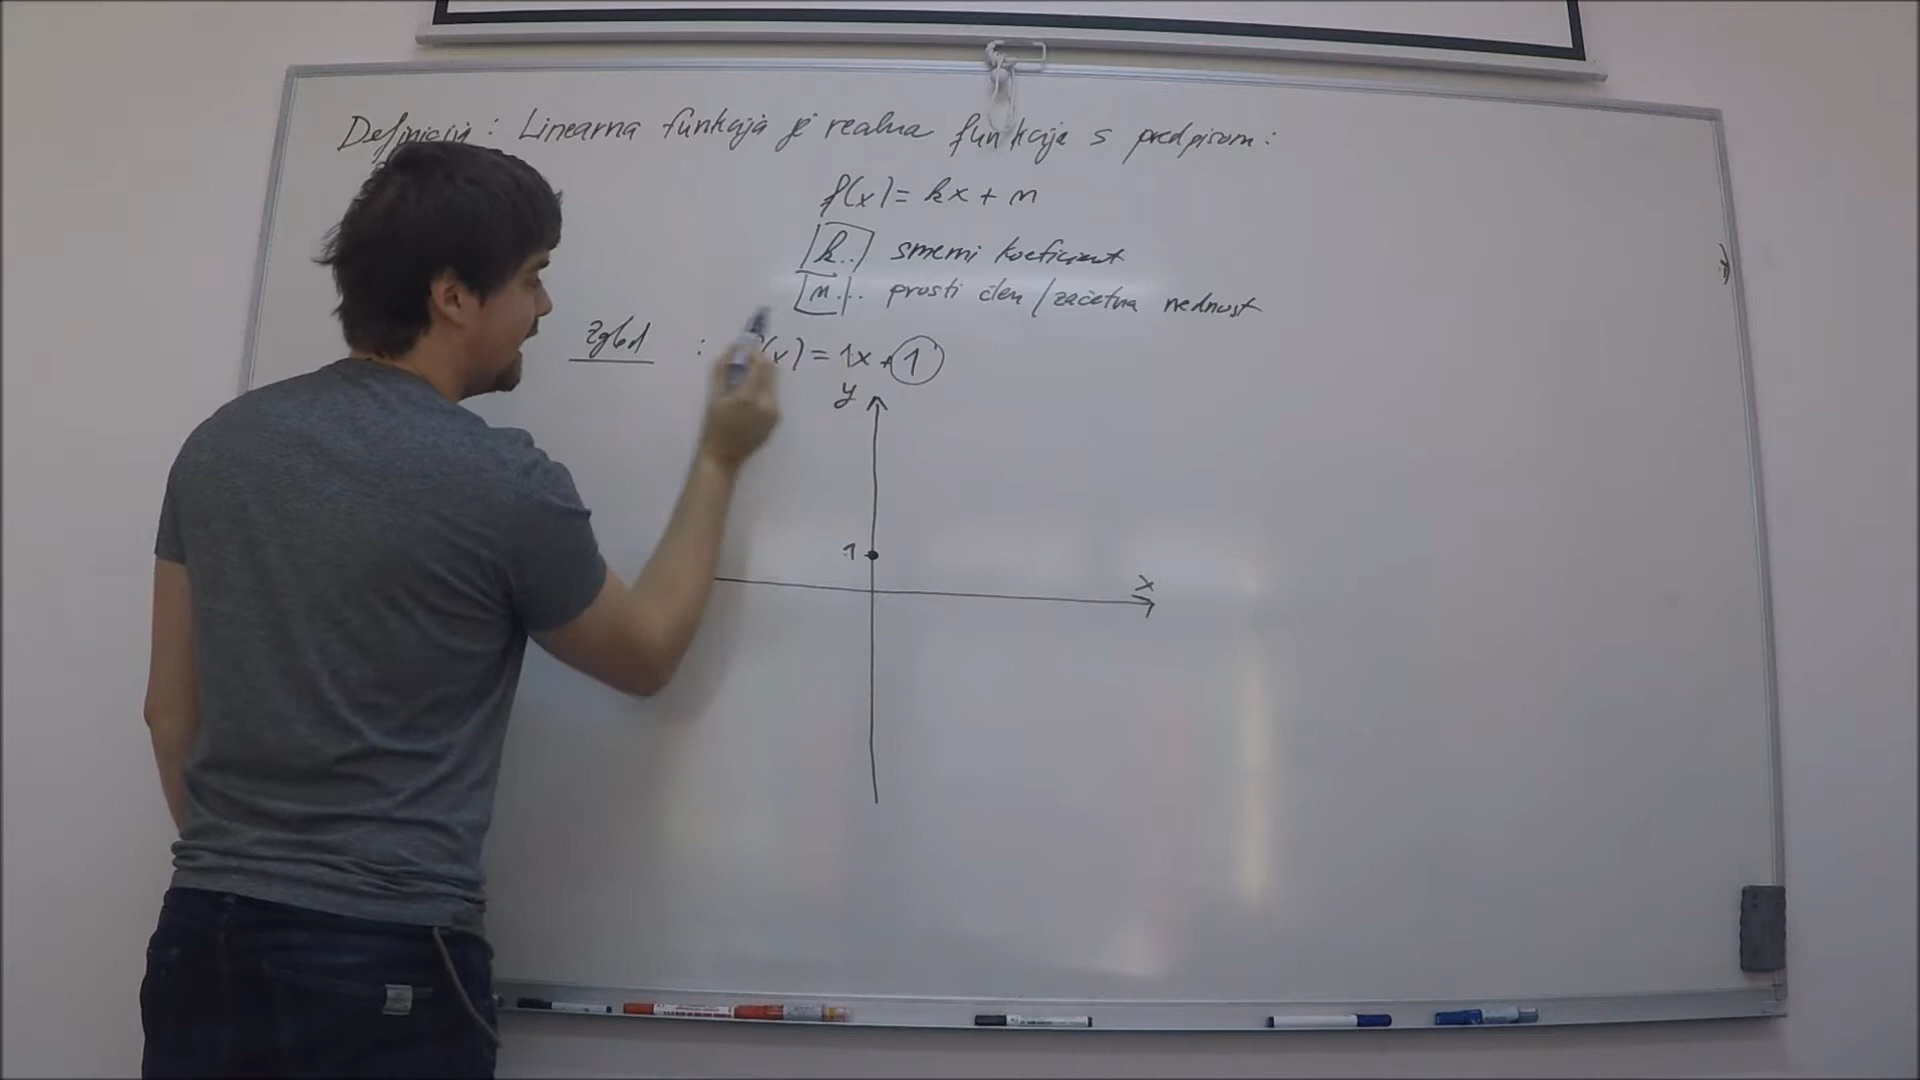 Definicija: Linearna funkcija je realna funkcija s predpisom:
f(x) = kx + n
k.. smerni koeficient
n... prosti člen / začetna vrednost
Zgled : f(x) = 1x + 1
y
1
x